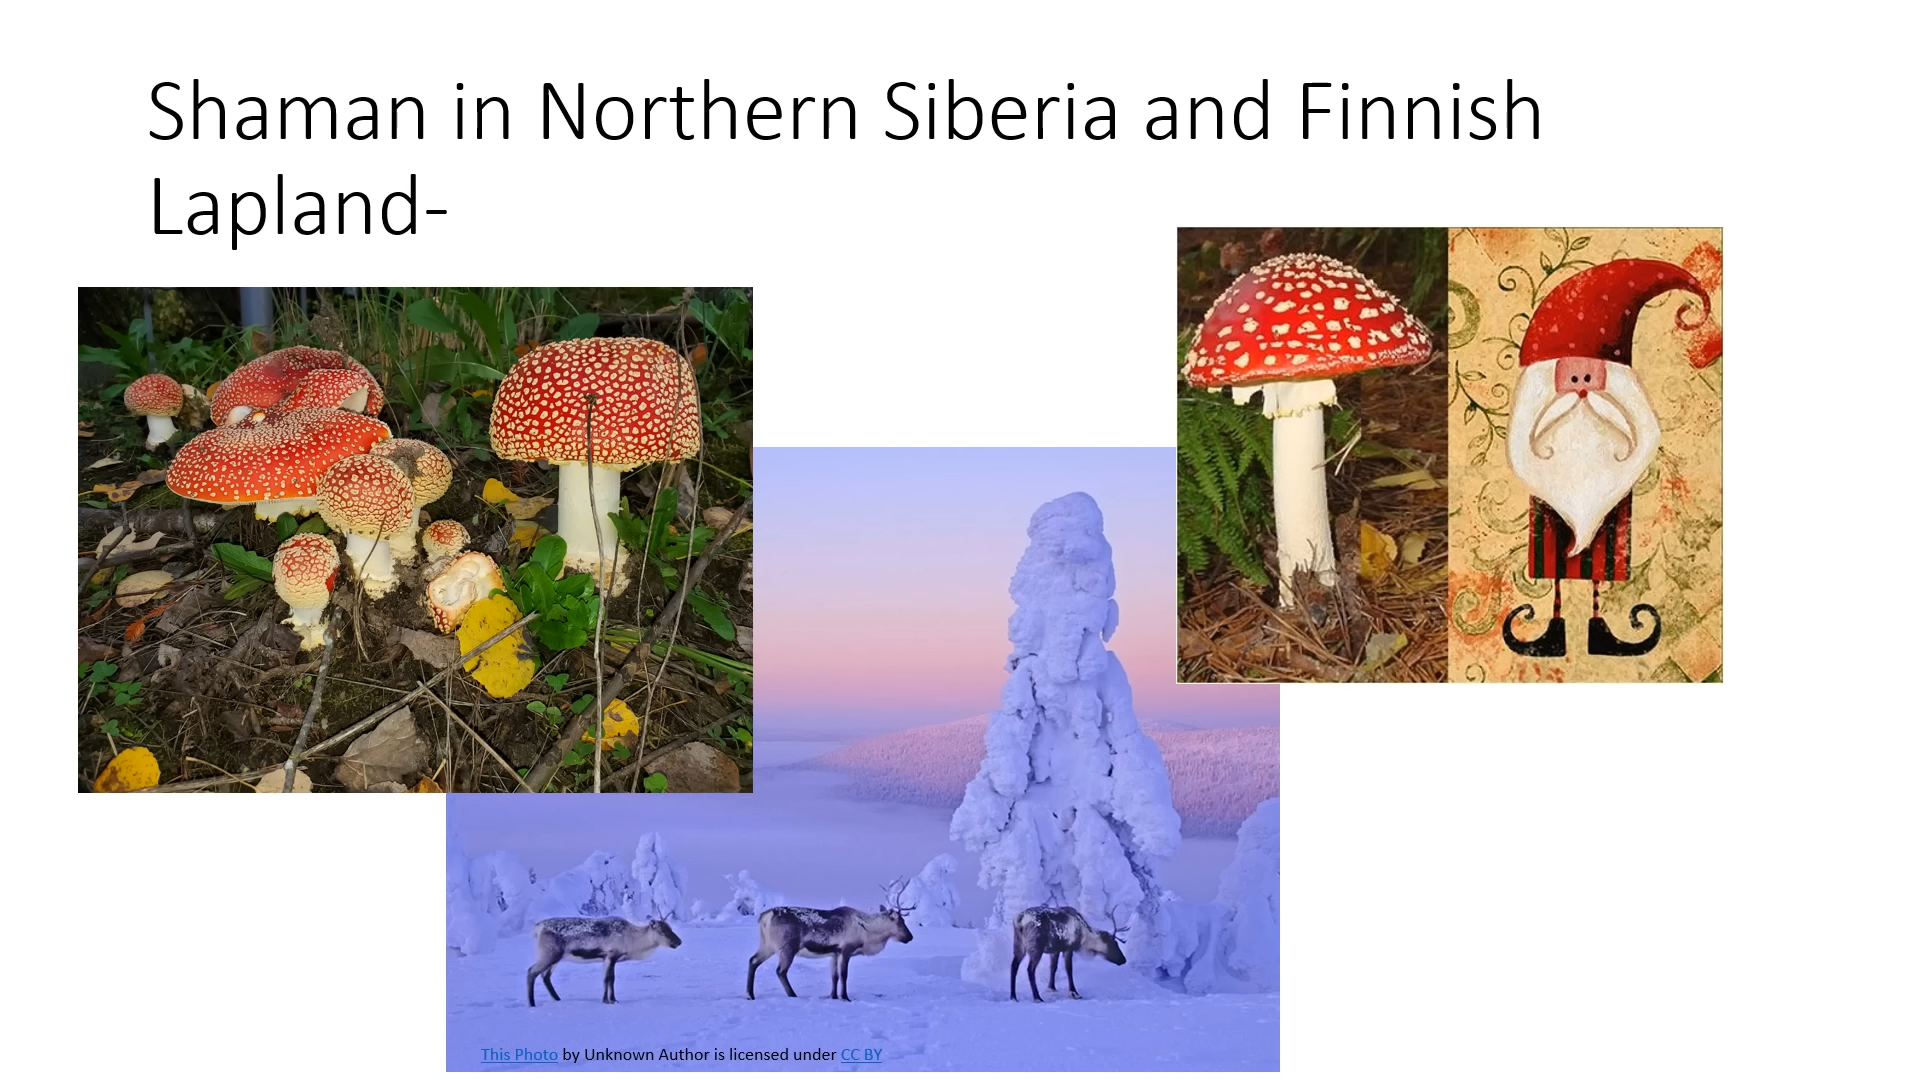 Shaman in Northern Siberia and Finnish
Lapland-
This Photo by Unknown Author is licensed under CC BY